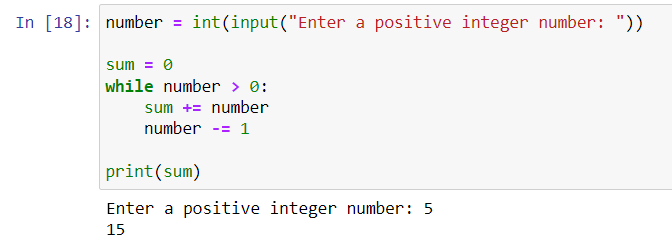 In [18]: number = int(input("Enter a positive integer number: "))
sum = 0
while number > 0:
    sum += number
    number -= 1
print(sum)
Enter a positive integer number: 5
15